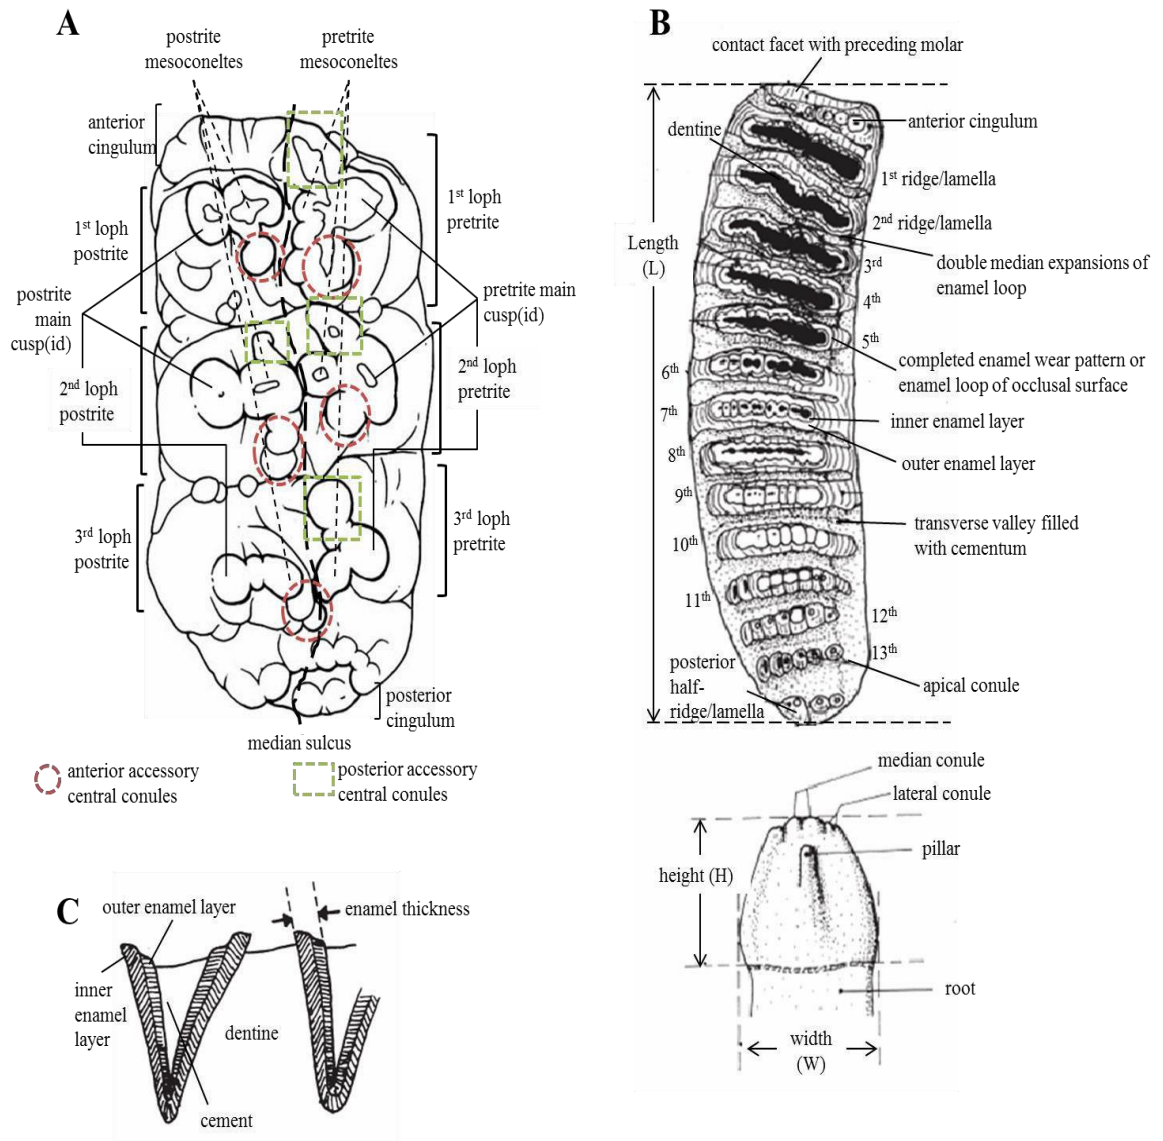 A
postrite
mesoconeltes
pretrite
mesoconeltes
anterior
cingulum
1st loph
postrite
1st loph
pretrite
postrite
main
cusp(id)
pretrite main
cusp(id)
2nd loph
postrite
2nd loph
pretrite
3rd loph
postrite
3rd loph
pretrite
posterior
cingulum
median sulcus
anterior accessory
central conules
posterior accessory
central conules
B
contact facet with preceding molar
dentine
anterior cingulum
1st ridge/lamella
2nd ridge/lamella
Length
(L)
3rd
double median expansions of
enamel loop
4th
5th
completed enamel wear pattern or
enamel loop of occlusal surface
6th
7th
inner enamel layer
8th
outer enamel layer
9th
transverse valley filled
with cementum
10th
11th
12th
13th
posterior
half-
ridge/lamella
apical conule
median conule
lateral conule
pillar
height (H)
root
width
(W)
C
outer enamel layer
enamel thickness
inner
enamel
layer
dentine
cement